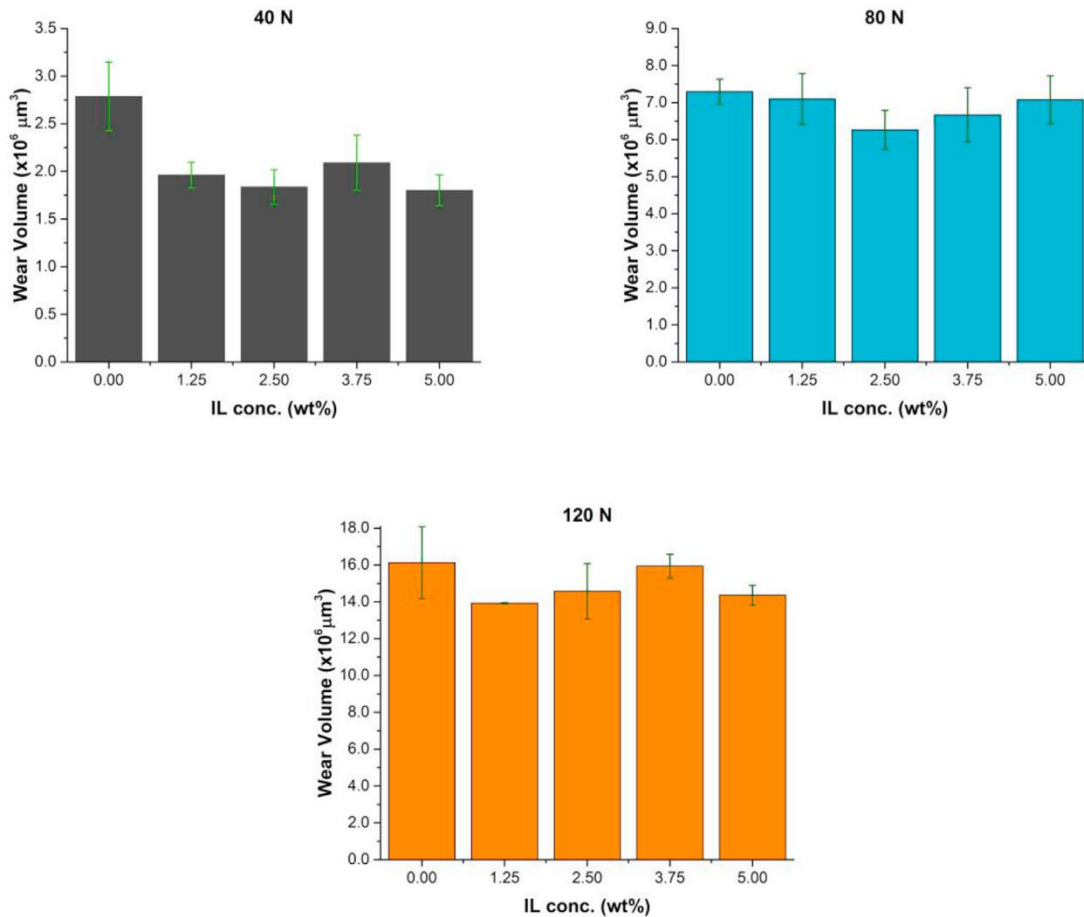 40 N
Wear Volume (x10⁶ μm³)
3.5
3.0
2.5
2.0
1.5
1.0
0.5
0.0
0.00 1.25 2.50 3.75 5.00
IL conc. (wt%)
80 N
Wear Volume (x10⁶ μm³)
9.0
8.0
7.0
6.0
5.0
4.0
3.0
2.0
1.0
0.0
0.00 1.25 2.50 3.75 5.00
IL conc. (wt%)
120 N
Wear Volume (x10⁶μm³)
18.0
16.0
14.0
12.0
10.0
8.0
6.0
4.0
2.0
0.0
0.00 1.25 2.50 3.75 5.00
IL conc. (wt%)